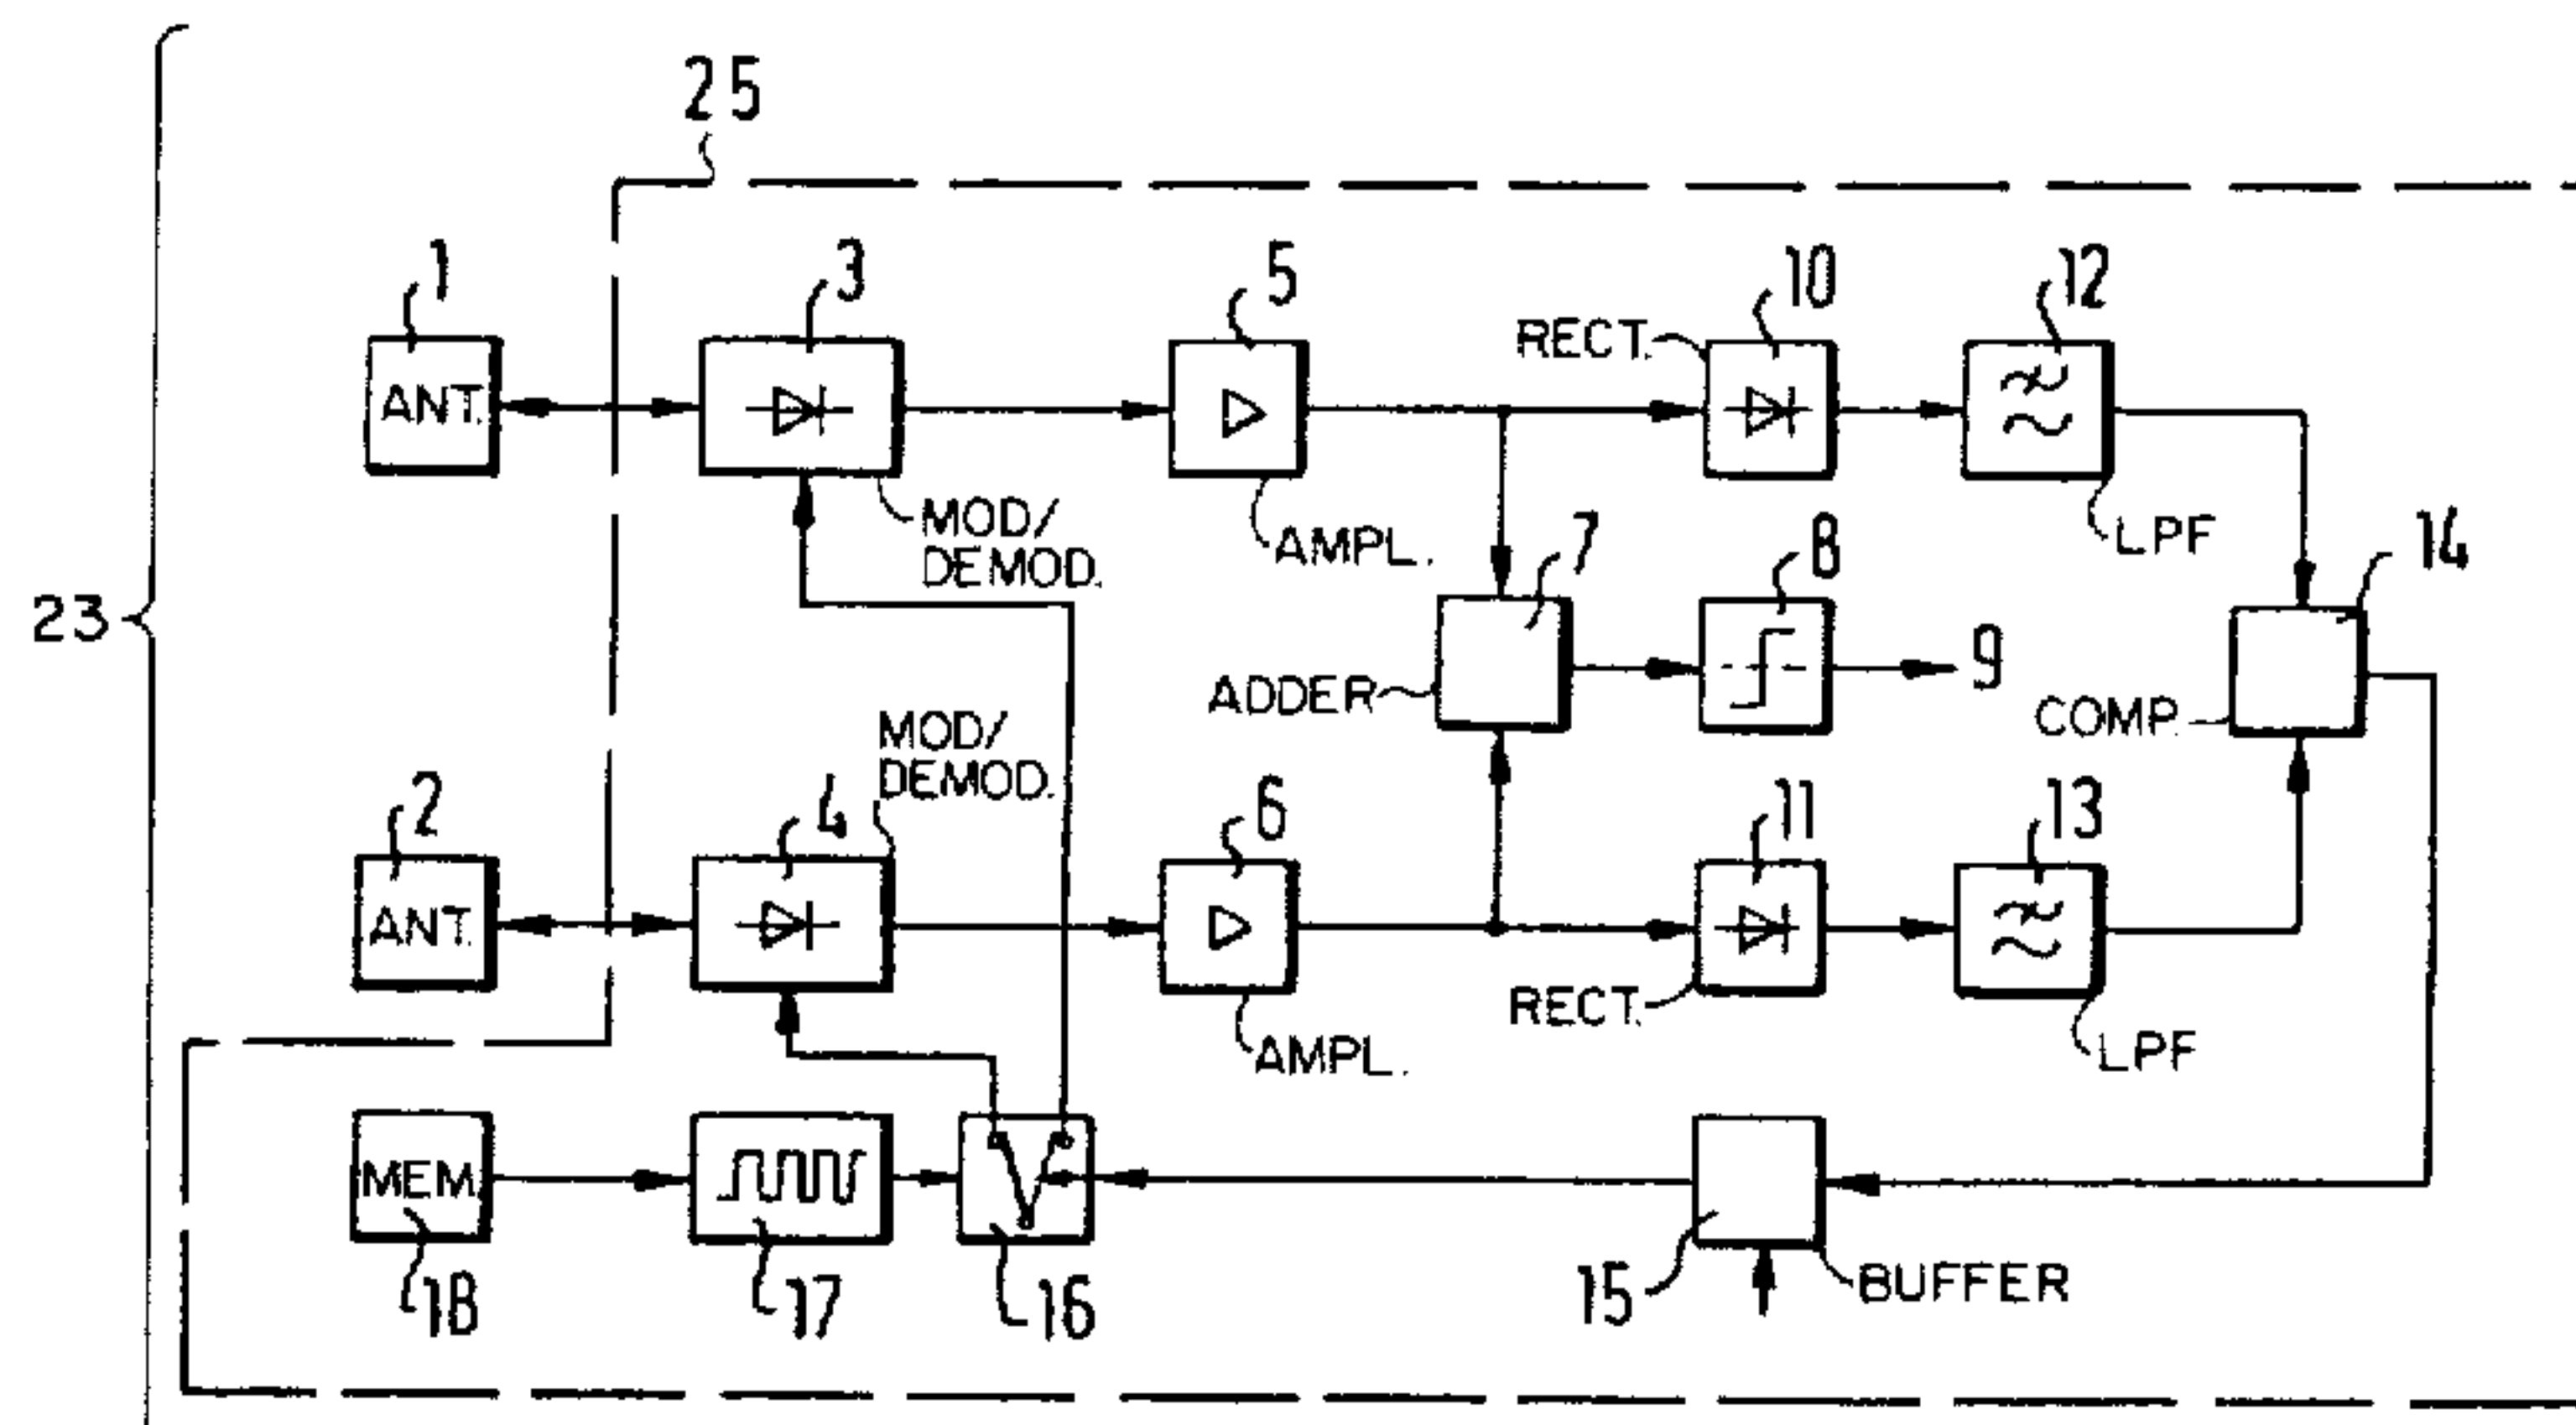 25
1
3
5
10
12
RECT.
ANT.
MOD/
DEMOD.
AMPL.
LPF
7
8
14
23
9
ADDER
COMP.
MOD/
DEMOD.
2
4
6
11
13
ANT.
RECT.
AMPL.
LPF
MEM.
18
17
16
15
BUFFER